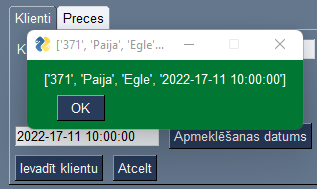 Klienti Preces
['371', 'Paija', 'Egle'...
K
['371', 'Paija', 'Egle', '2022-17-11 10:00:00']
OK
2022-17-11 10:00:00 Apmeklēšanas datums
Ievadīt klientu Atcelt